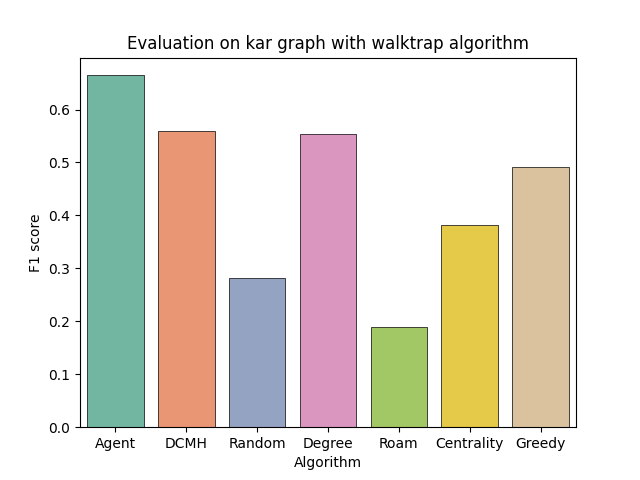 Evaluation on kar graph with walktrap algorithm
0.6
0.5
0.4
0.3
0.2
0.1
0.0
F1 score
Agent DCMH Random Degree Roam Centrality Greedy
Algorithm